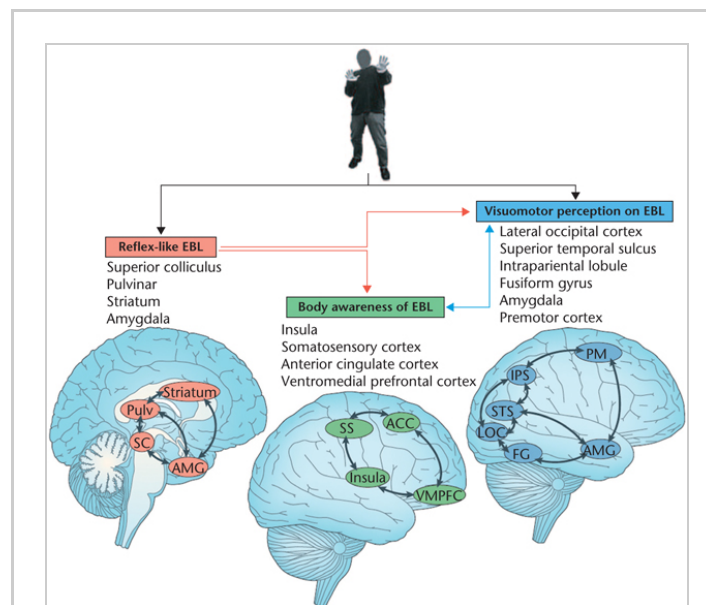 Visuomotor perception on EBL
Lateral occipital cortex
Superior temporal sulcus
Intrapariental lobule
Fusiform gyrus
Amygdala
Premotor cortex
Reflex-like EBL
Superior colliculus
Pulvinar
Striatum
Amygdala
Body awareness of EBL
Insula
Somatosensory cortex
Anterior cingulate cortex
Ventromedial prefrontal cortex
Striatum
Pulv
SC
AMG
SS
ACC
Insula
VMPFC
PM
IPS
STS
LOC
FG
AMG